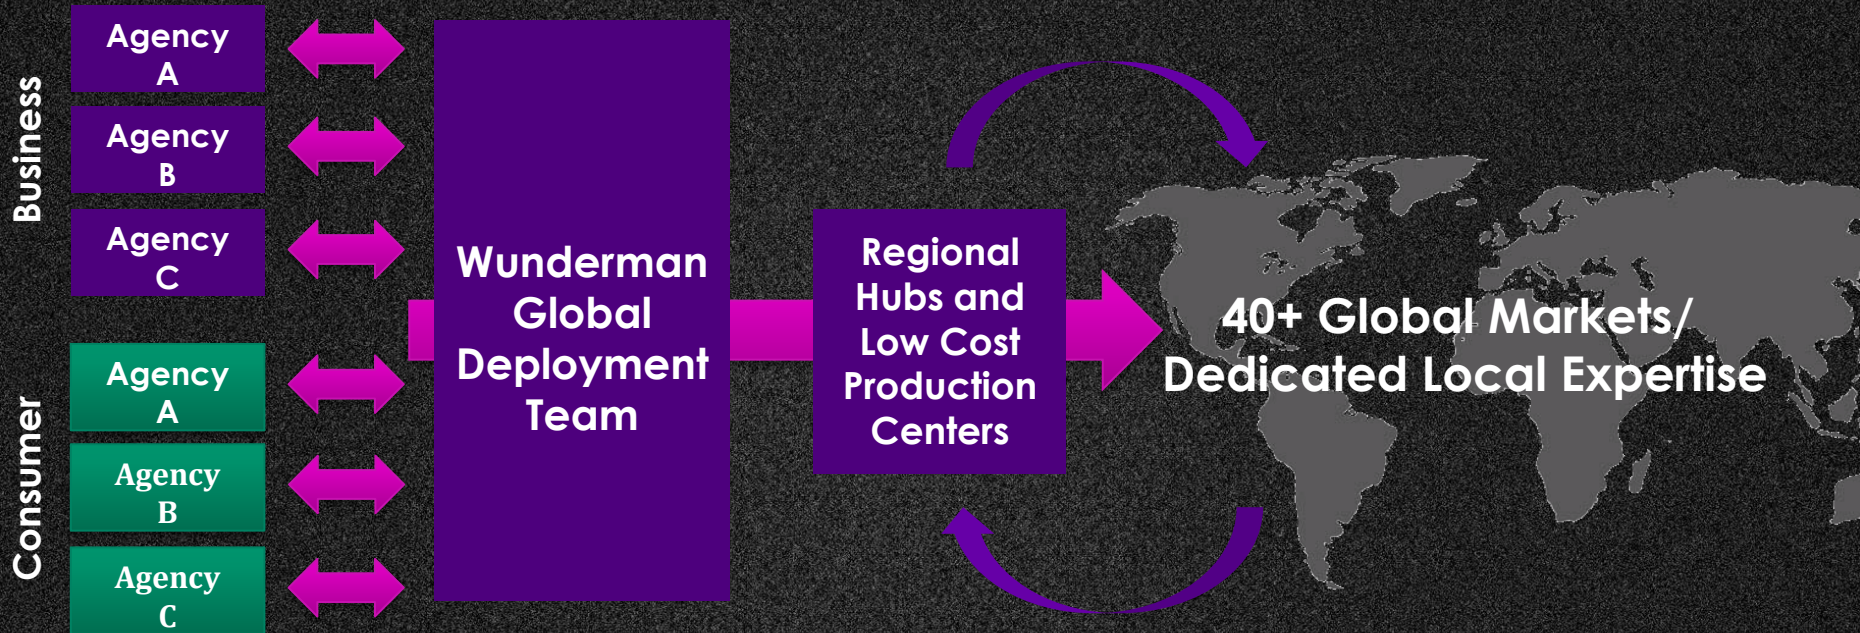 Business
Agency
A
Agency
B
Agency
C
Consumer
Agency
A
Agency
B
Agency
C
Wunderman
Global
Deployment
Team
Regional
Hubs and
Low Cost
Production
Centers
40+ Global Markets/
Dedicated Local Expertise